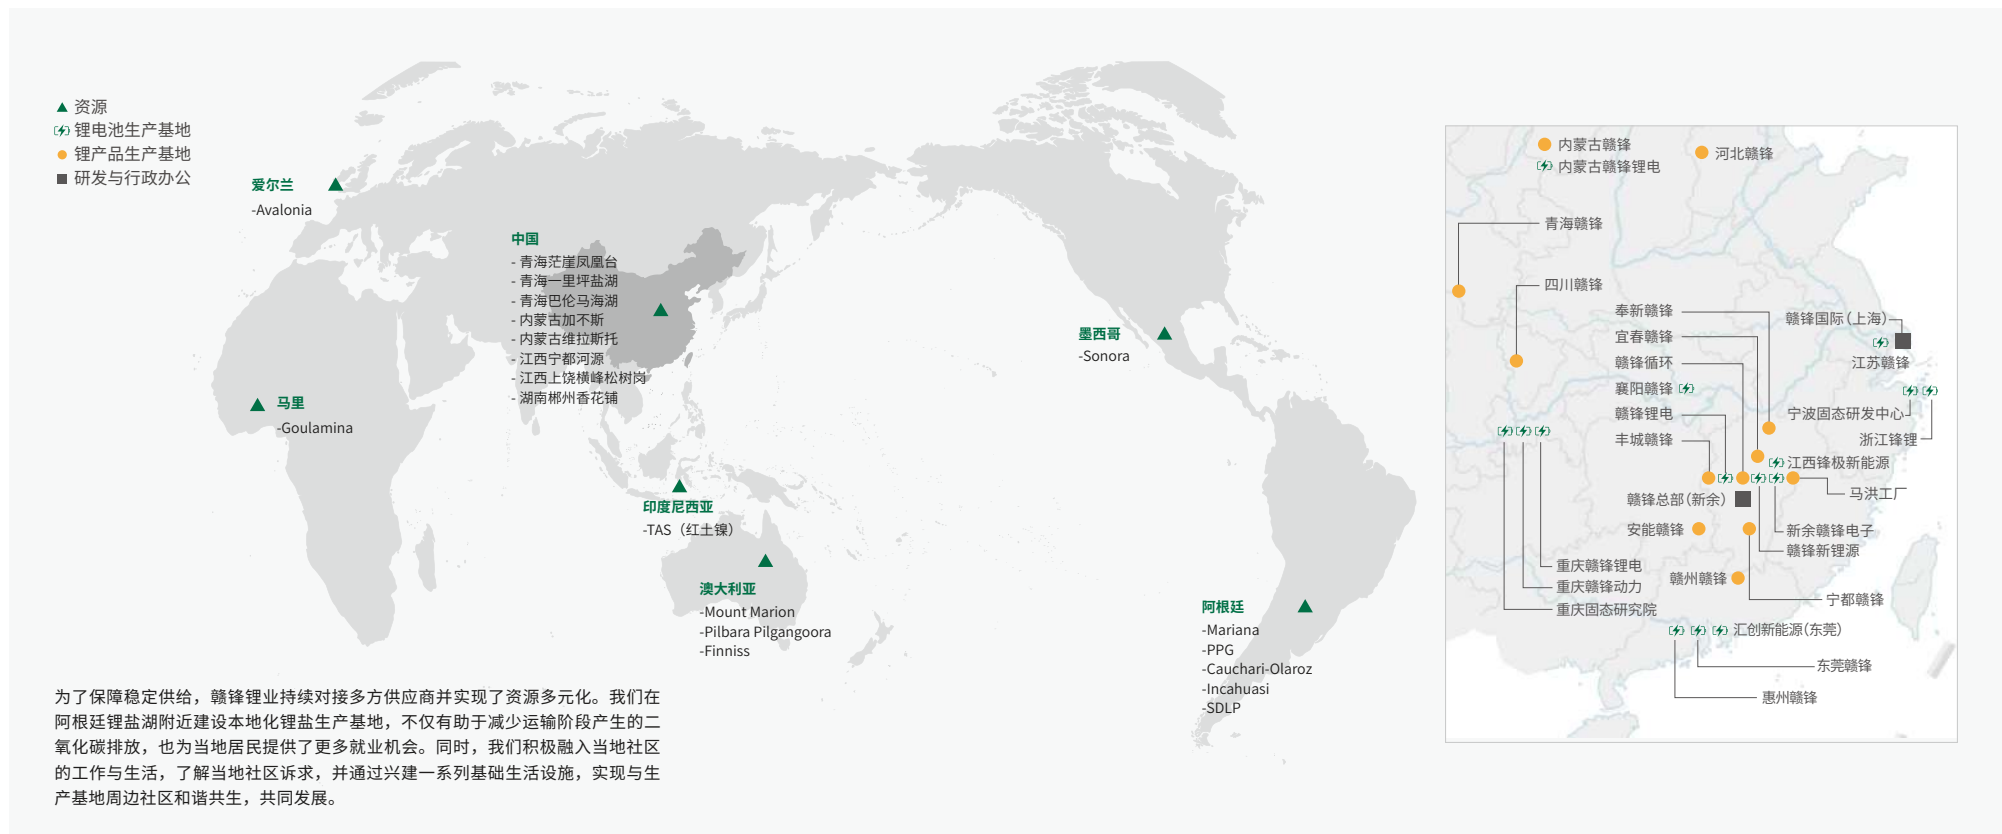 资源
锂电池生产基地
锂产品生产基地
研发与行政办公
爱尔兰
-Avalonia
中国
- 青海茫崖凤凰台
- 青海一里坪盐湖
- 青海巴伦马海湖
- 内蒙古加不斯
- 内蒙古维拉斯托
- 江西宁都河源
- 江西上饶横峰松树岗
- 湖南郴州香花铺
马里
-Goulamina
印度尼西亚
-TAS（红土镍）
澳大利亚
-Mount Marion
-Pilbara Pilgangoora
-Finniss
墨西哥
-Sonora
阿根廷
-Mariana
-PPG
-Cauchari-Olaroz
-Incahuasi
-SDLP
内蒙古赣锋
内蒙古赣锋锂电
河北赣锋
青海赣锋
四川赣锋
奉新赣锋
宜春赣锋
赣锋循环
襄阳赣锋
赣锋锂电
丰城赣锋
赣锋国际（上海）
江苏赣锋
宁波固态研发中心
浙江锋锂
江西锋极新能源
马洪工厂
赣锋总部（新余）
安能赣锋
新余赣锋电子
赣锋新锂源
重庆赣锋锂电
重庆赣锋动力
重庆固态研究院
赣州赣锋
宁都赣锋
汇创新能源（东莞）
东莞赣锋
惠州赣锋
为了保障稳定供给，赣锋锂业持续对接多方供应商并实现了资源多元化。我们在
阿根廷锂盐湖附近建设本地化锂盐生产基地，不仅有助于减少运输阶段产生的二
氧化碳排放，也为当地居民提供了更多就业机会。同时，我们积极融入当地社区
的工作与生活，了解当地社区诉求，并通过兴建一系列基础生活设施，实现与生
产基地周边社区和谐共生，共同发展。